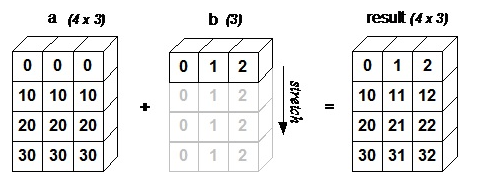 a (4 x 3) b (3) result (4 x 3)
0 0 0 0 1 2 0 1 2
10 10 10 0 1 2 10 11 12
+ stretch =
20 20 20 0 1 2 20 21 22
30 30 30 0 1 2 30 31 32